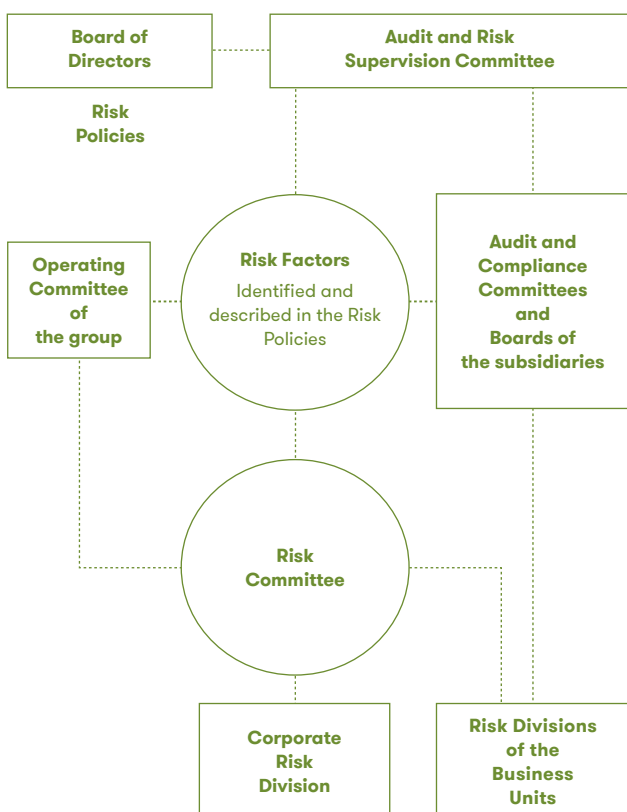 Board of
Directors
Audit and Risk
Supervision Committee
Risk
Policies
Operating
Committee
of
the group
Risk Factors
Identified and
described in the Risk
Policies
Audit and
Compliance
Committees
and
Boards of
the subsidiaries
Risk
Committee
Corporate
Risk
Division
Risk Divisions
of the
Business
Units